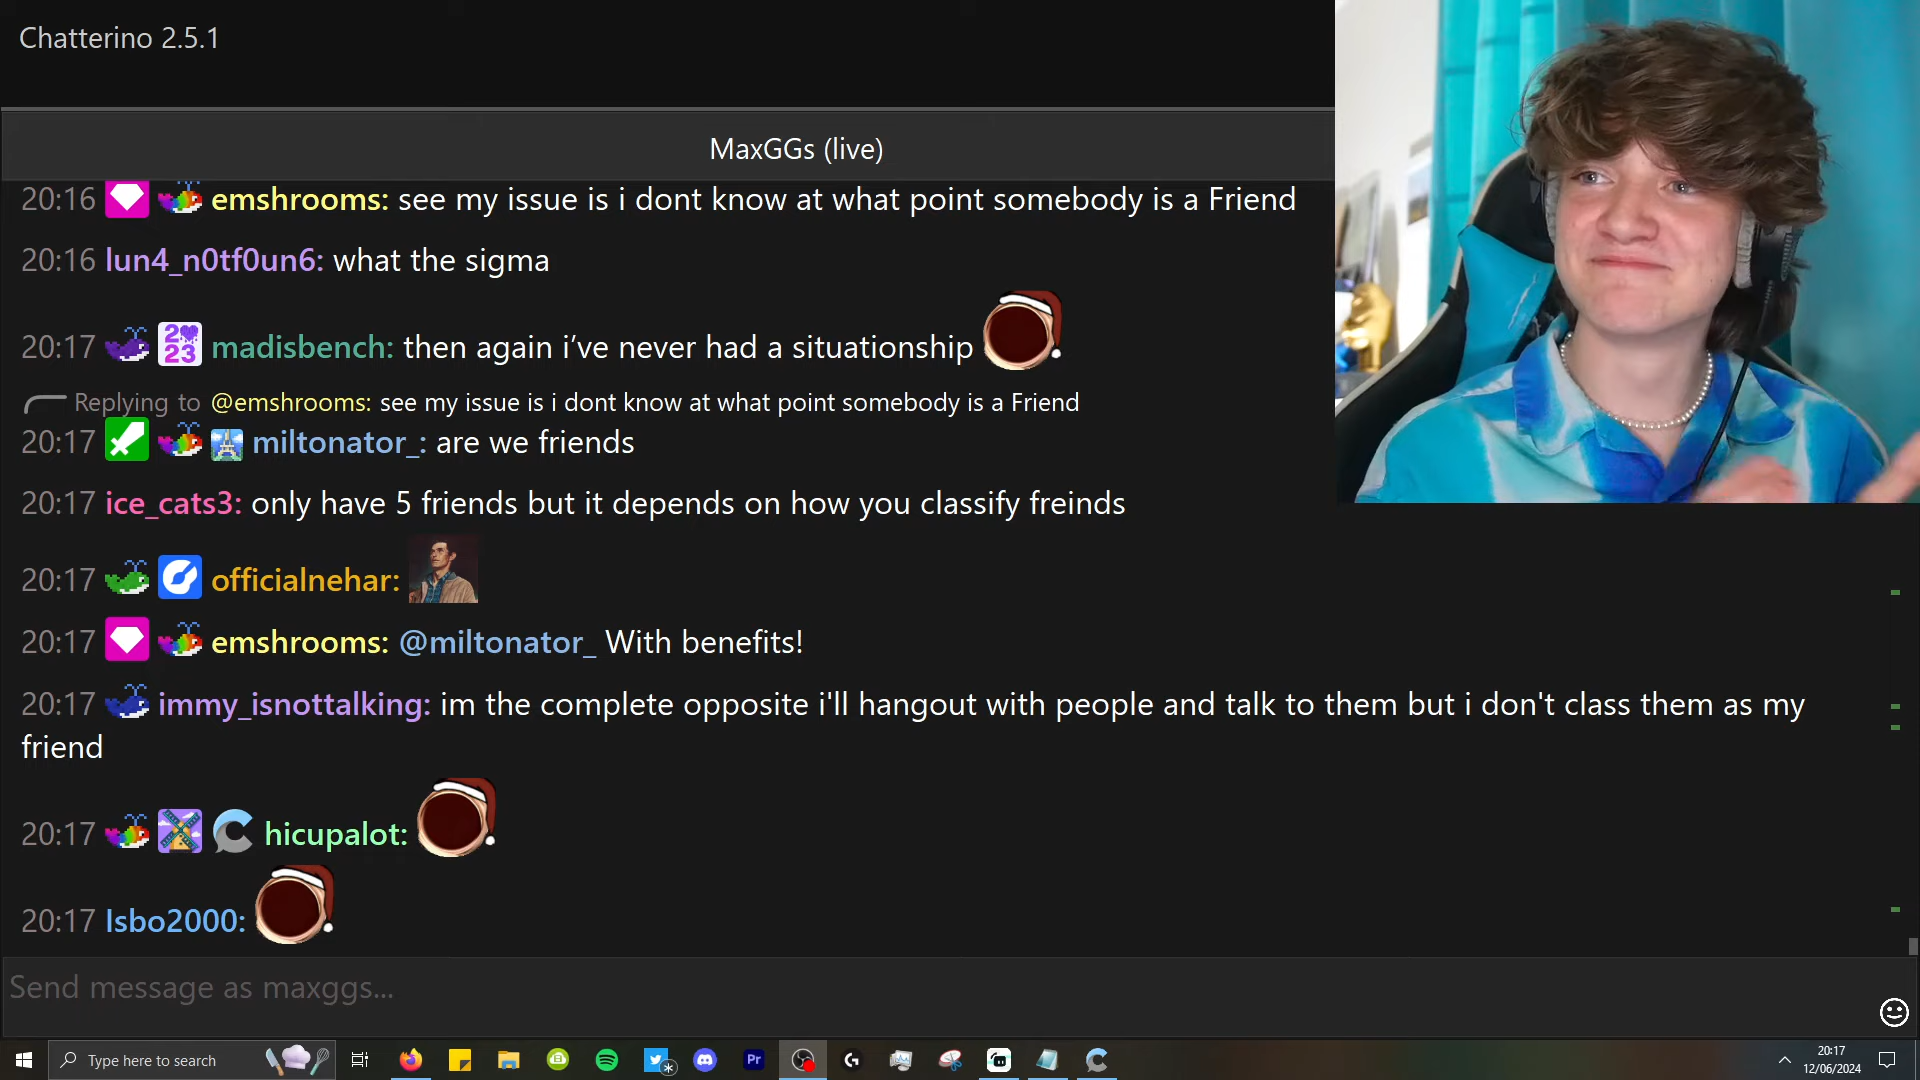 Chatterino 2.5.1
MaxGGs (live)
20:16 emshrooms: see my issue is i dont know at what point somebody is a Friend
20:16 lun4_n0tf0un6: what the sigma
20:17 2023 madisbench: then again i’ve never had a situationship
Replying to @emshrooms: see my issue is i dont know at what point somebody is a Friend
20:17 miltonator_: are we friends
20:17 ice_cats3: only have 5 friends but it depends on how you classify freinds
20:17 officialnehar:
20:17 emshrooms: @miltonator_ With benefits!
20:17 immy_isnottalking: im the complete opposite i'll hangout with people and talk to them but i don't class them as my
friend
20:17 hicupalot:
20:17 Isbo2000:
Send message as maxggs...
Type here to search
Pr
20:17
12/06/2024